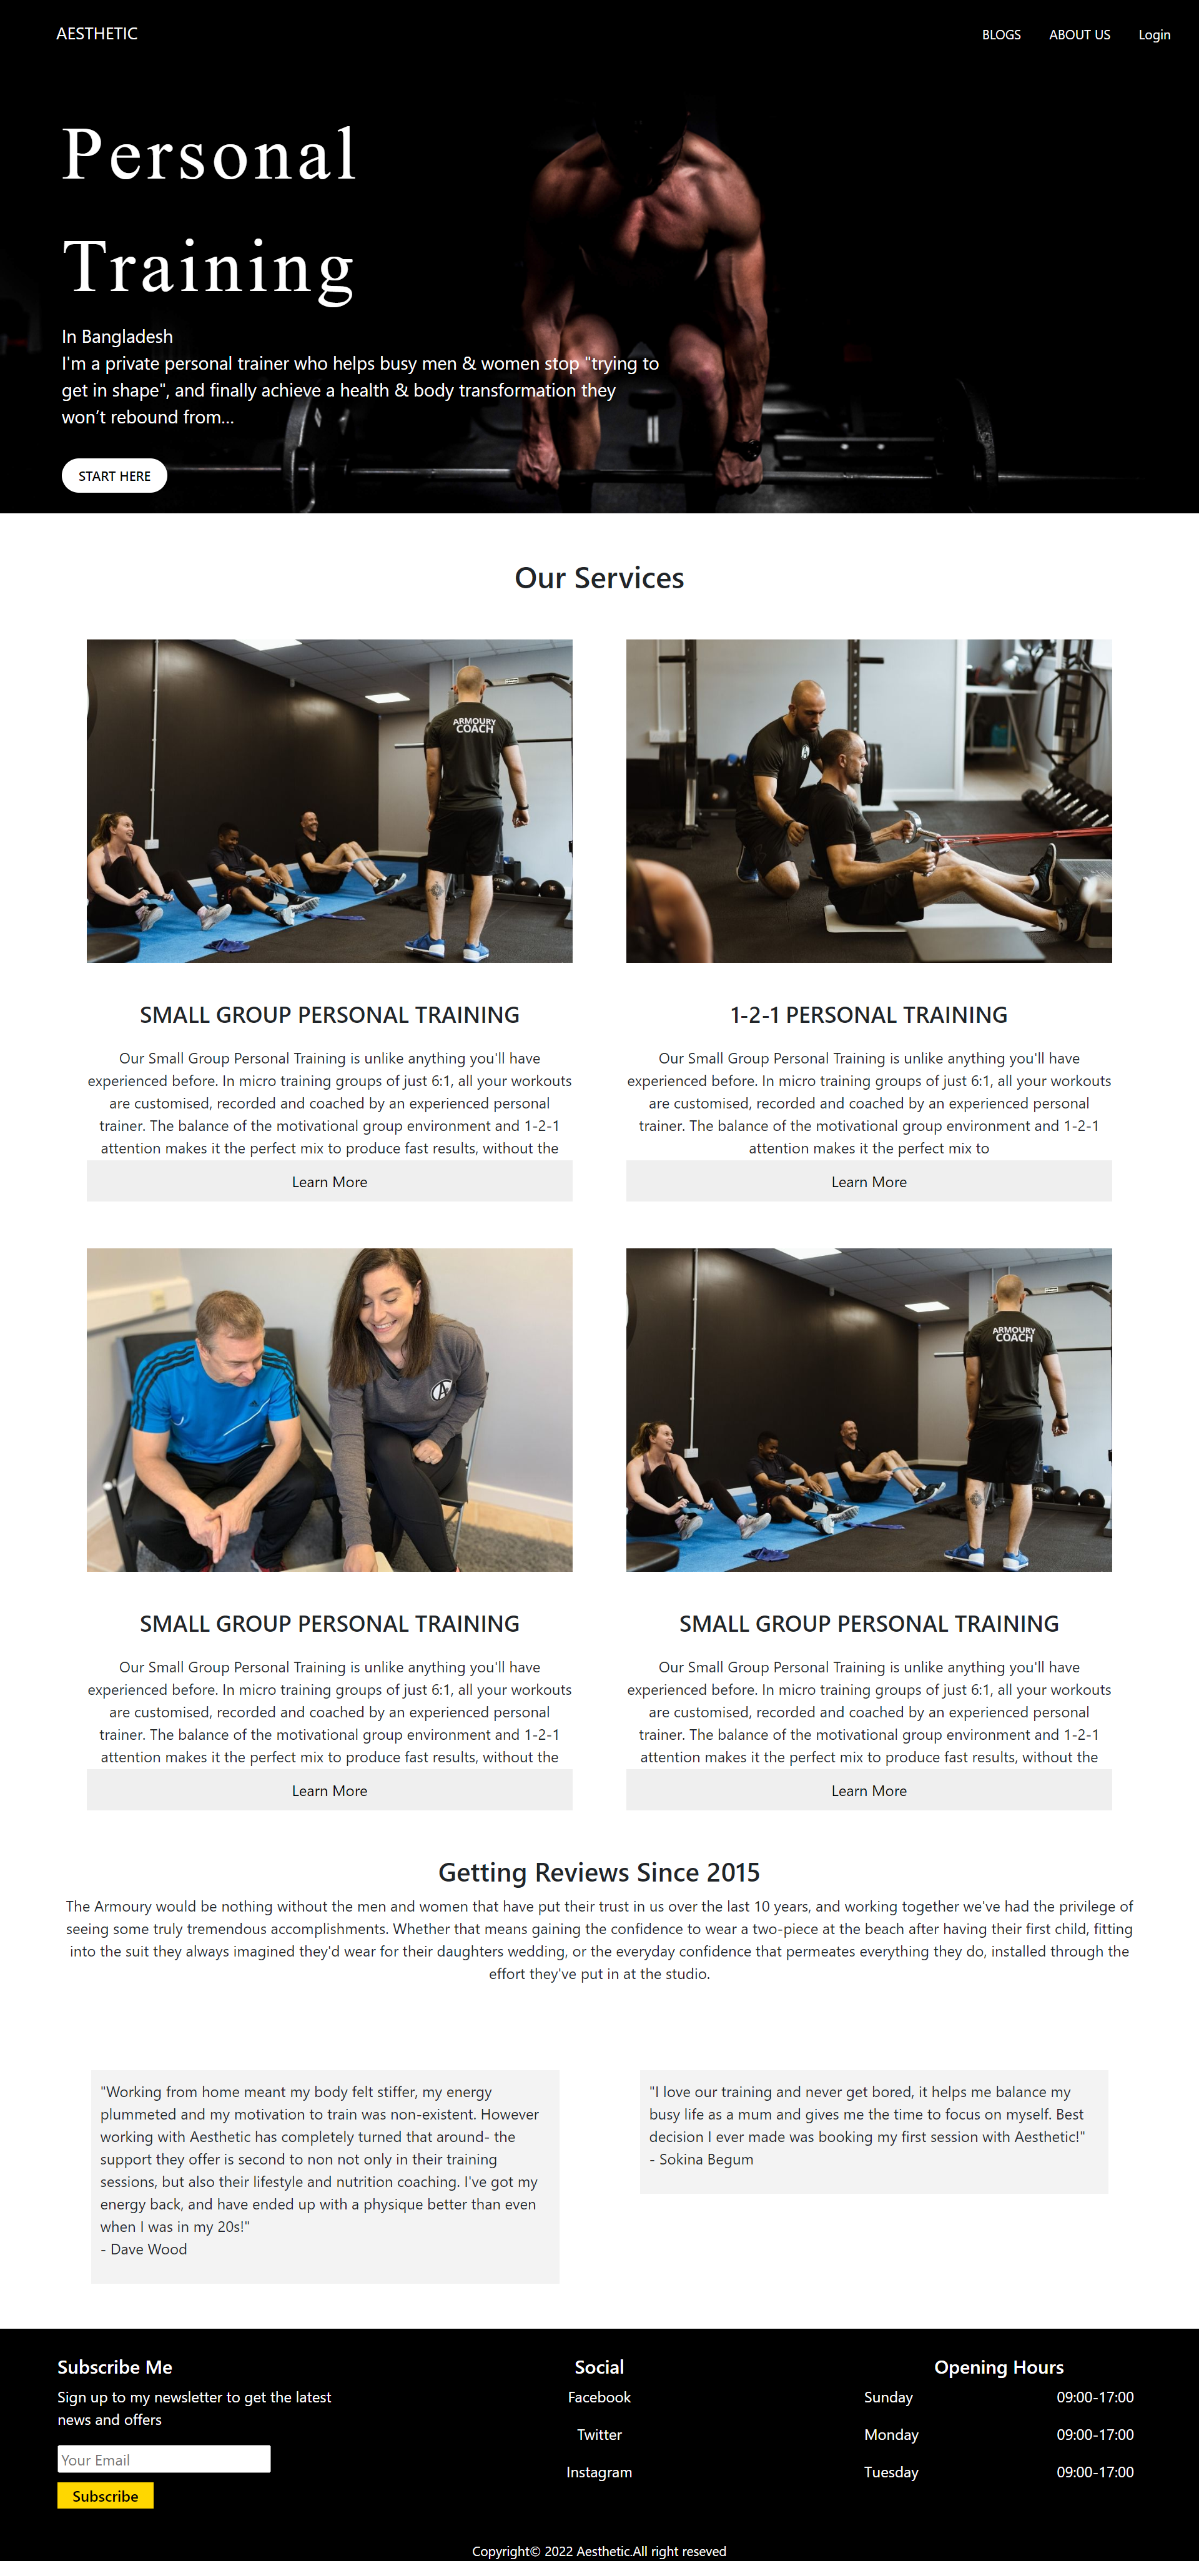 AESTHETIC
BLOGS ABOUT US Login
Personal
Training
In Bangladesh
I'm a private personal trainer who helps busy men & women stop "trying to
get in shape", and finally achieve a health & body transformation they
won’t rebound from...
START HERE
Our Services
ARMOURY
COACH
SMALL GROUP PERSONAL TRAINING
Our Small Group Personal Training is unlike anything you'll have
experienced before. In micro training groups of just 6:1, all your workouts
are customised, recorded and coached by an experienced personal
trainer. The balance of the motivational group environment and 1-2-1
attention makes it the perfect mix to produce fast results, without the
Learn More
1-2-1 PERSONAL TRAINING
Our Small Group Personal Training is unlike anything you'll have
experienced before. In micro training groups of just 6:1, all your workouts
are customised, recorded and coached by an experienced personal
trainer. The balance of the motivational group environment and 1-2-1
attention makes it the perfect mix to
Learn More
SMALL GROUP PERSONAL TRAINING
Our Small Group Personal Training is unlike anything you'll have
experienced before. In micro training groups of just 6:1, all your workouts
are customised, recorded and coached by an experienced personal
trainer. The balance of the motivational group environment and 1-2-1
attention makes it the perfect mix to produce fast results, without the
Learn More
ARMOURY
COACH
SMALL GROUP PERSONAL TRAINING
Our Small Group Personal Training is unlike anything you'll have
experienced before. In micro training groups of just 6:1, all your workouts
are customised, recorded and coached by an experienced personal
trainer. The balance of the motivational group environment and 1-2-1
attention makes it the perfect mix to produce fast results, without the
Learn More
Getting Reviews Since 2015
The Armoury would be nothing without the men and women that have put their trust in us over the last 10 years, and working together we've had the privilege of
seeing some truly tremendous accomplishments. Whether that means gaining the confidence to wear a two-piece at the beach after having their first child, fitting
into the suit they always imagined they'd wear for their daughters wedding, or the everyday confidence that permeates everything they do, installed through the
effort they've put in at the studio.
"Working from home meant my body felt stiffer, my energy
plummeted and my motivation to train was non-existent. However
working with Aesthetic has completely turned that around- the
support they offer is second to non not only in their training
sessions, but also their lifestyle and nutrition coaching. I've got my
energy back, and have ended up with a physique better than even
when I was in my 20s!"
- Dave Wood
"I love our training and never get bored, it helps me balance my
busy life as a mum and gives me the time to focus on myself. Best
decision I ever made was booking my first session with Aesthetic!"
- Sokina Begum
Subscribe Me
Sign up to my newsletter to get the latest
news and offers
Your Email
Subscribe
Social
Facebook
Twitter
Instagram
Opening Hours
Sunday 09:00-17:00
Monday 09:00-17:00
Tuesday 09:00-17:00
Copyright© 2022 Aesthetic.All right reseved